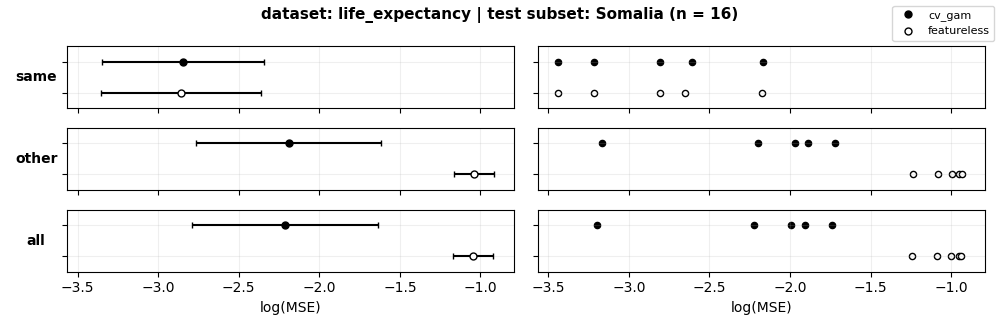 dataset: life_expectancy | test subset: Somalia (n = 16)
cv_gam
featureless
same
other
all
−3.5 −3.0 −2.5 −2.0 −1.5 −1.0 −3.5 −3.0 −2.5 −2.0 −1.5 −1.0
log(MSE) log(MSE)